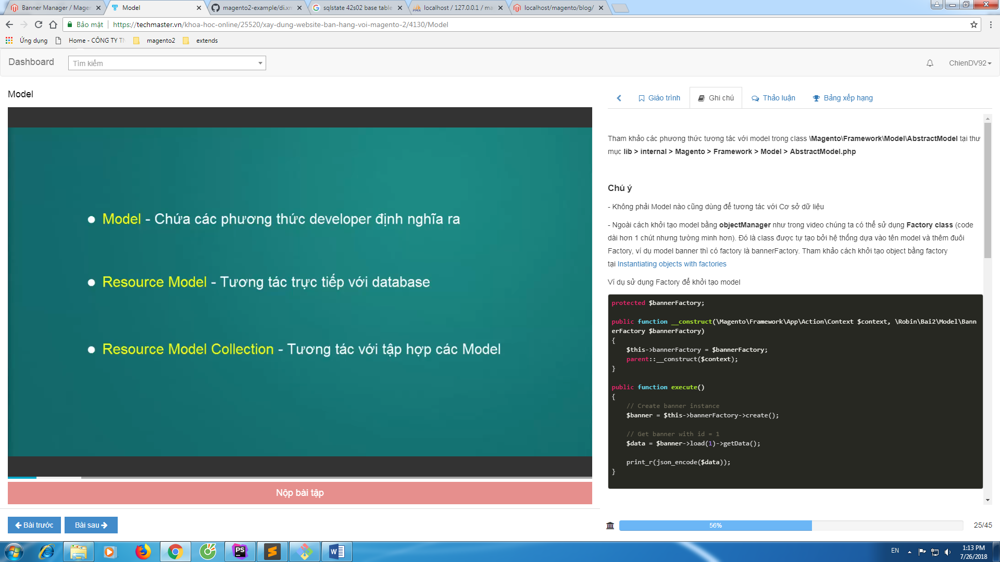 Banner Manager / Mager
Model
magento2-example/di.xm
sqlstate 42s02 base table
localhost / 127.0.0.1 / ma
localhost/magento/blog/
Bảo mật
https://techmaster.vn/khoa-hoc-online/25520/xay-dung-website-ban-hang-voi-magento-2/4130/Model
Ứng dụng
Home - CÔNG TY TN
magento2
extends
Dashboard
Tìm kiếm
ChienDV92
Model
Giáo trình
Ghi chú
Thảo luận
Bảng xếp hạng
Model - Chứa các phương thức developer định nghĩa ra
Resource Model - Tương tác trực tiếp với database
Resource Model Collection - Tương tác với tập hợp các Model
Nộp bài tập
Bài trước
Bài sau
Tham khảo các phương thức tương tác với model trong class \Magento\Framework\Model\AbstractModel tại thư
mục lib > internal > Magento > Framework > Model > AbstractModel.php
Chú ý
- Không phải Model nào cũng dùng để tương tác với Cơ sở dữ liệu
- Ngoài cách khởi tạo model bằng objectManager như trong video chúng ta có thể sử dụng Factory class (code
dài hơn 1 chút nhưng tường minh hơn). Đó là class được tự tạo bởi hệ thống dựa vào tên model và thêm đuôi
Factory, ví dụ model banner thì có factory là bannerFactory. Tham khảo cách khởi tạo object bằng factory
tại Instantiating objects with factories
Ví dụ sử dụng Factory để khởi tạo model
protected $bannerFactory;
public function __construct(\Magento\Framework\App\Action\Context $context, \Robin\Bai2\Model\Bann
erFactory $bannerFactory)
{
    $this->bannerFactory = $bannerFactory;
    parent::__construct($context);
}
public function execute()
{
    // Create banner instance
    $banner = $this->bannerFactory->create();
    // Get banner with id = 1
    $data = $banner->load(1)->getData();
    print_r(json_encode($data));
}
56%
25/45
EN
1:13 PM
7/26/2018